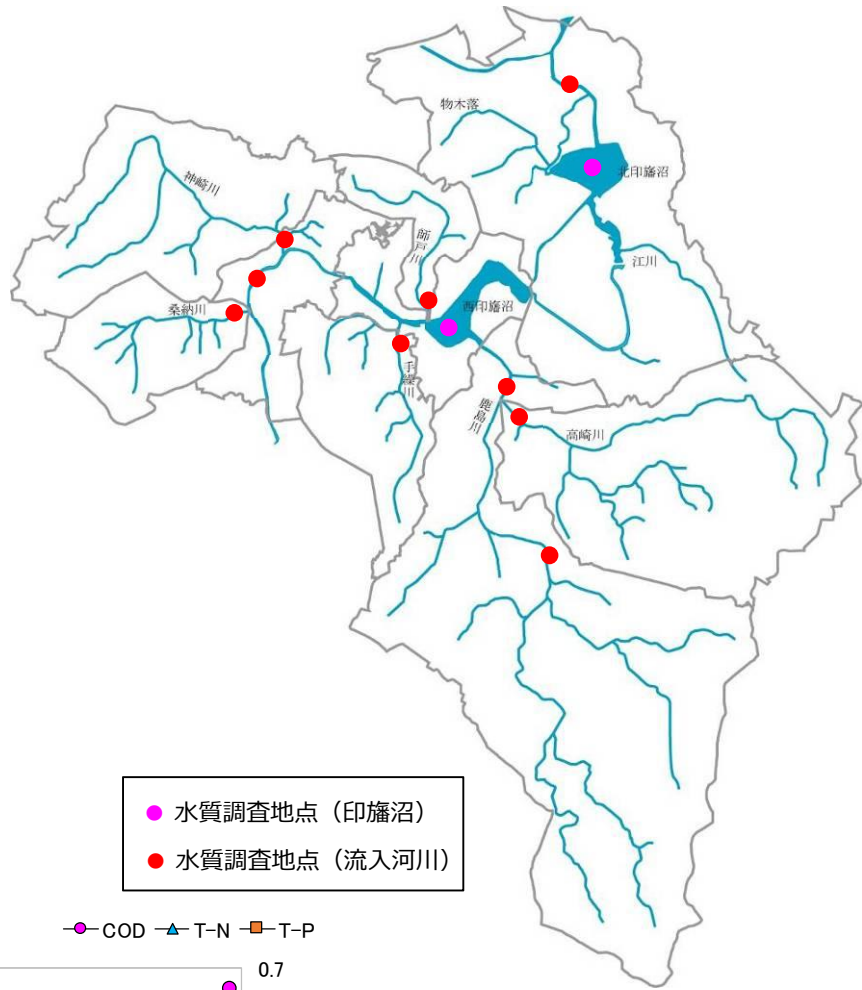 物木落
北印旛沼
神崎川
師戸川
江川
桑納川
西印旛沼
手繰川
鹿島川
高崎川
水質調査地点（印旛沼）
水質調査地点（流入河川）
COD T-N T-P
0.7